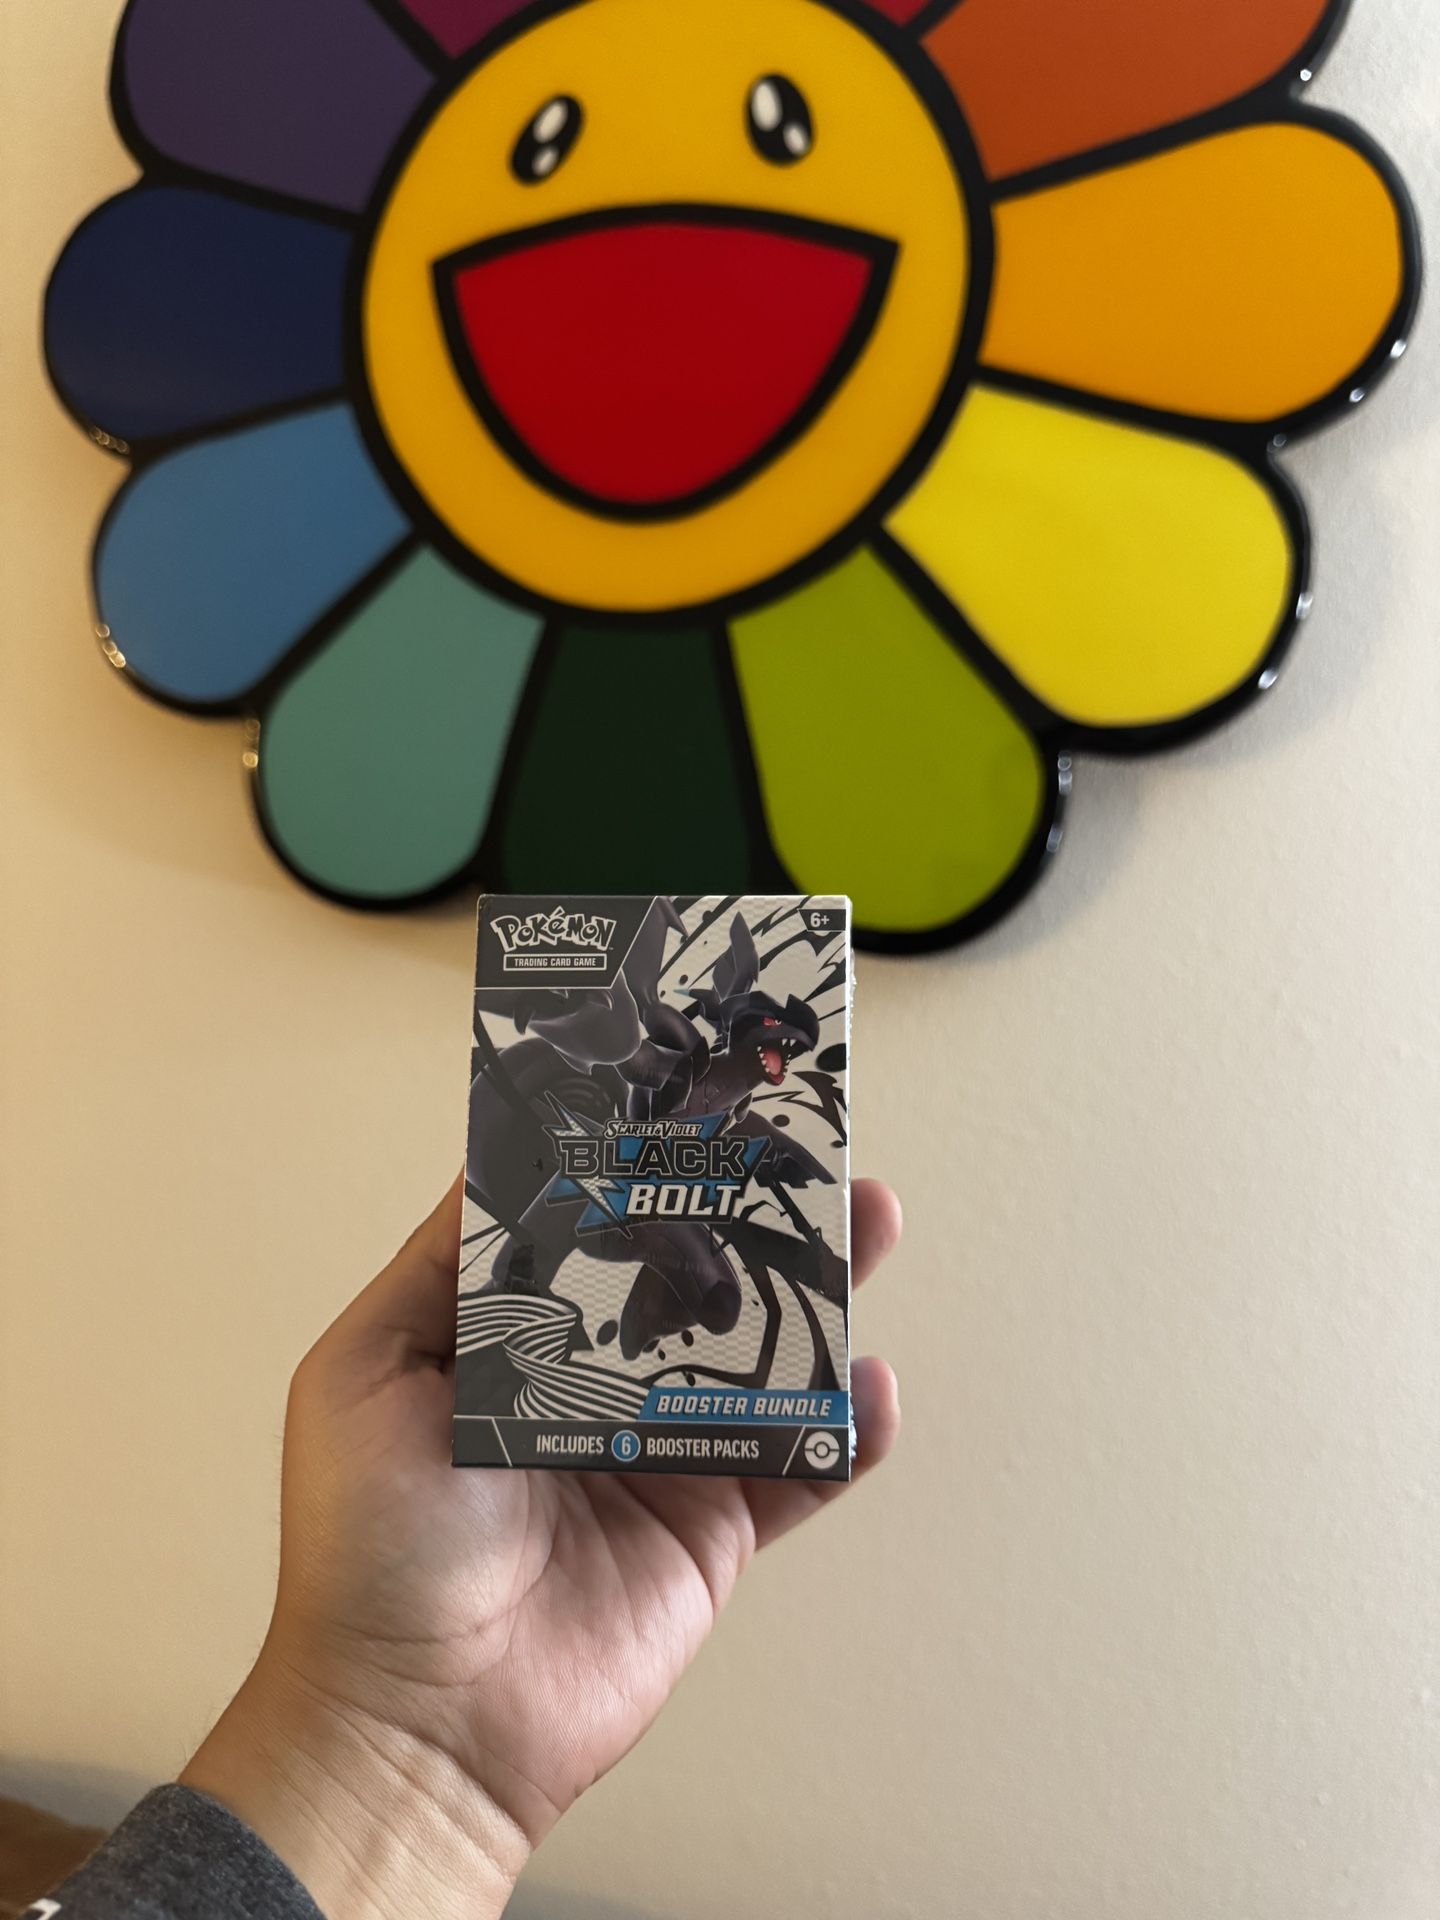 POKéMON
TRADING CARD GAME
6+
SCARLET & VIOLET
BLACK
BOLT
BOOSTER BUNDLE
INCLUDES 6 BOOSTER PACKS